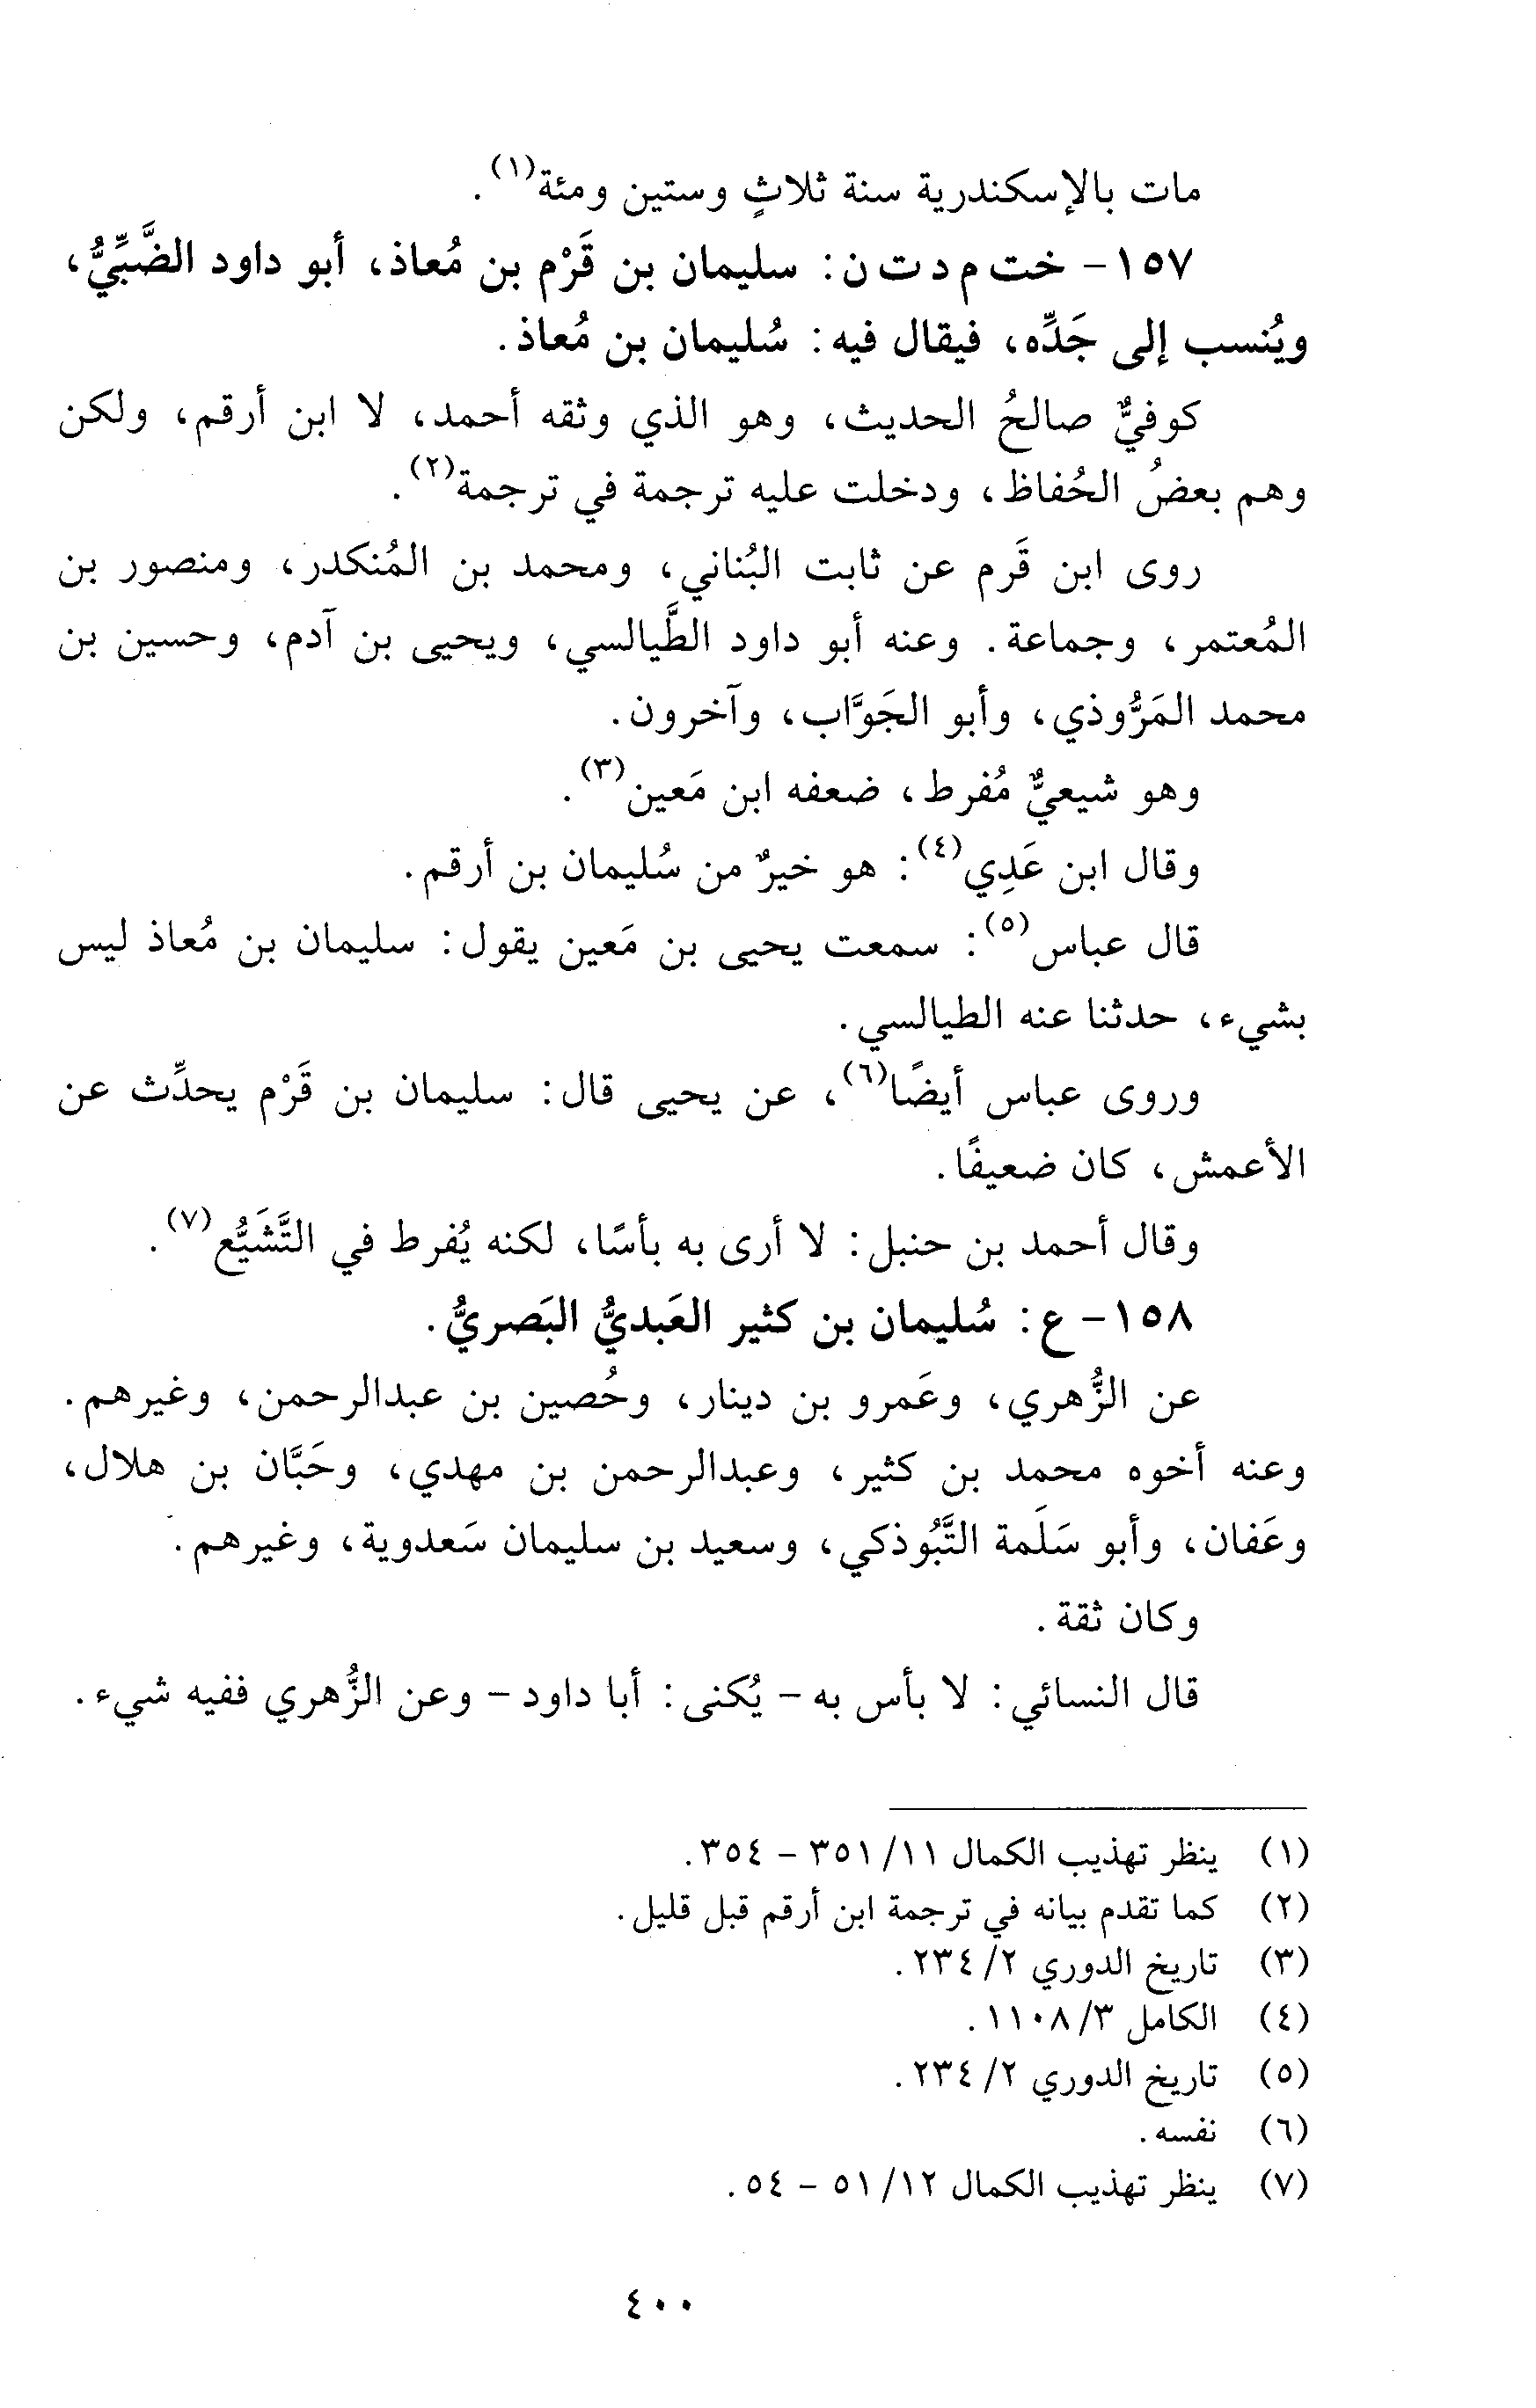 مات بالإسكندرية سنة ثلاثٍ وستين ومئة(١).
١٥٧- خت م د ت ن: سليمان بن قَرْم بن مُعاذ، أبو داود الضَّبِّيُّ،
ويُنسب إلى جَدِّه، فيقال فيه: سُليمان بن مُعاذ.
كوفيٌّ صالحُ الحديث، وهو الذي وثقه أحمد، لا ابن أرقم، ولكن
وهم بعضُ الحُفاظ، ودخلت عليه ترجمة في ترجمة(٢).
روى ابن قَرم عن ثابت البُناني، ومحمد بن المُنكدر، ومنصور بن
المُعتمر، وجماعة. وعنه أبو داود الطَّيالسي، ويحيى بن آدم، وحسين بن
محمد المَرُّوذي، وأبو الجَوَّاب، وآخرون.
وهو شيعيٌّ مُفرط، ضعفه ابن مَعين(٣).
وقال ابن عَدِي(٤): هو خيرٌ من سُليمان بن أرقم.
قال عباس(٥): سمعت يحيى بن مَعين يقول: سليمان بن مُعاذ ليس
بشيء، حدثنا عنه الطيالسي.
وروى عباس أيضًا(٦)، عن يحيى قال: سليمان بن قَرْم يحدِّث عن
الأعمش، كان ضعيفًا.
وقال أحمد بن حنبل: لا أرى به بأسًا، لكنه يُفرط في التَّشَيُّع(٧).
١٥٨- ع: سُليمان بن كثير العَبديُّ البَصريُّ.
عن الزُّهري، وعَمرو بن دينار، وحُصين بن عبدالرحمن، وغيرهم.
وعنه أخوه محمد بن كثير، وعبدالرحمن بن مهدي، وحَبَّان بن هلال،
وعَفان، وأبو سَلَمة التَّبُوذكي، وسعيد بن سليمان سَعدوية، وغيرهم.
وكان ثقة.
قال النسائي: لا بأس به - يُكنى: أبا داود - وعن الزُّهري ففيه شيء.
(١) ينظر تهذيب الكمال ١١/ ٣٥١ - ٣٥٤.
(٢) كما تقدم بيانه في ترجمة ابن أرقم قبل قليل.
(٣) تاريخ الدوري ٢/ ٢٣٤.
(٤) الكامل ٣/ ١١٠٨.
(٥) تاريخ الدوري ٢/ ٢٣٤.
(٦) نفسه.
(٧) ينظر تهذيب الكمال ١٢/ ٥١ - ٥٤.
٤٠٠